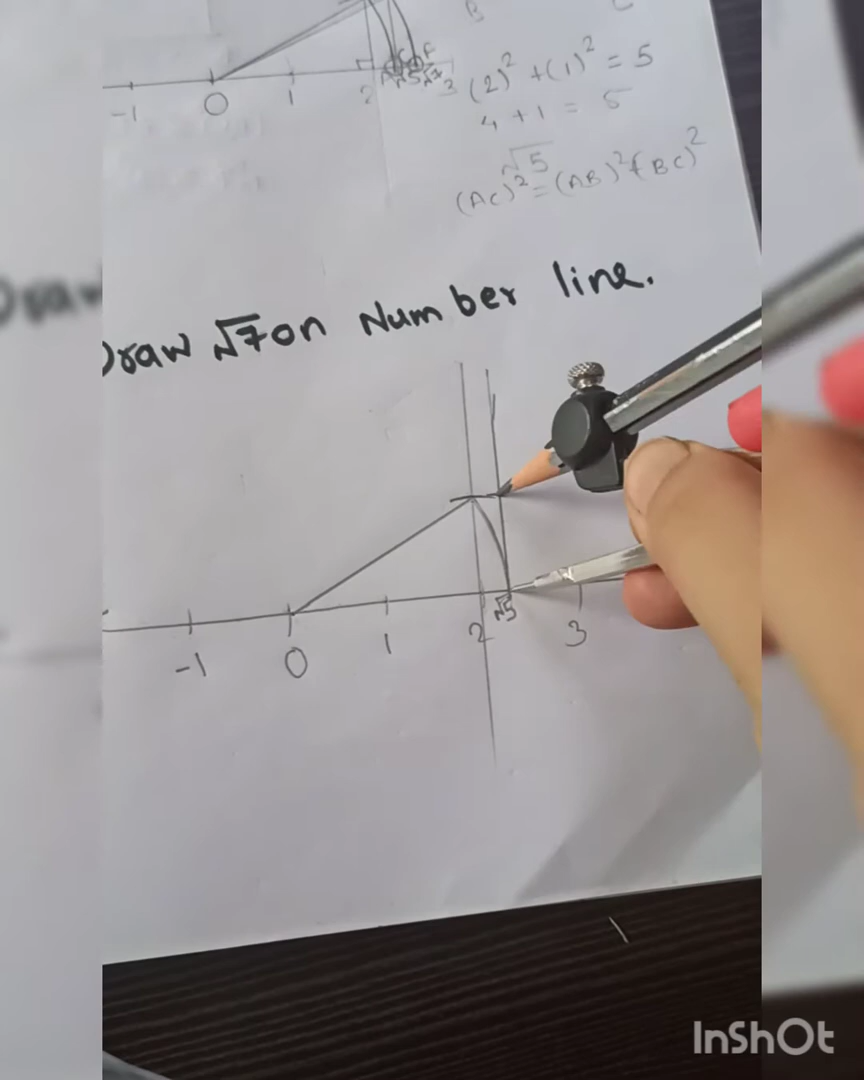 B
C
-1 0 1 2 3
(2)² + (1)² = 5
4 + 1 = 5
√5
(AC)² = (AB)² + (BC)²
Draw √7 on Number line.
√5
-1 0 1 2 3
InShOt